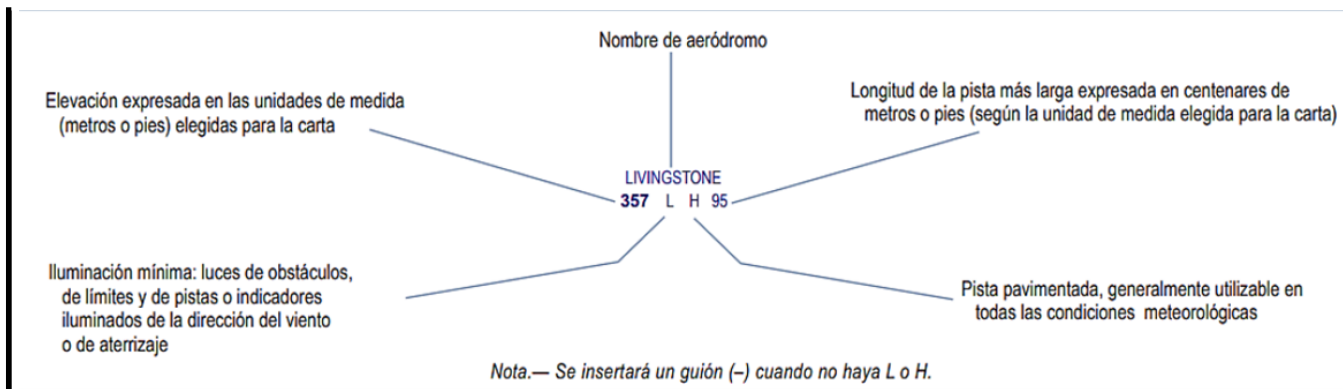 Nombre de aeródromo
Elevación expresada en las unidades de medida
(metros o pies) elegidas para la carta
Longitud de la pista más larga expresada en centenares de
metros o pies (según la unidad de medida elegida para la carta)
LIVINGSTONE
357 L H 95
Iluminación mínima: luces de obstáculos,
de límites y de pistas o indicadores
iluminados de la dirección del viento
o de aterrizaje
Pista pavimentada, generalmente utilizable en
todas las condiciones meteorológicas
Nota.— Se insertará un guión (–) cuando no haya L o H.